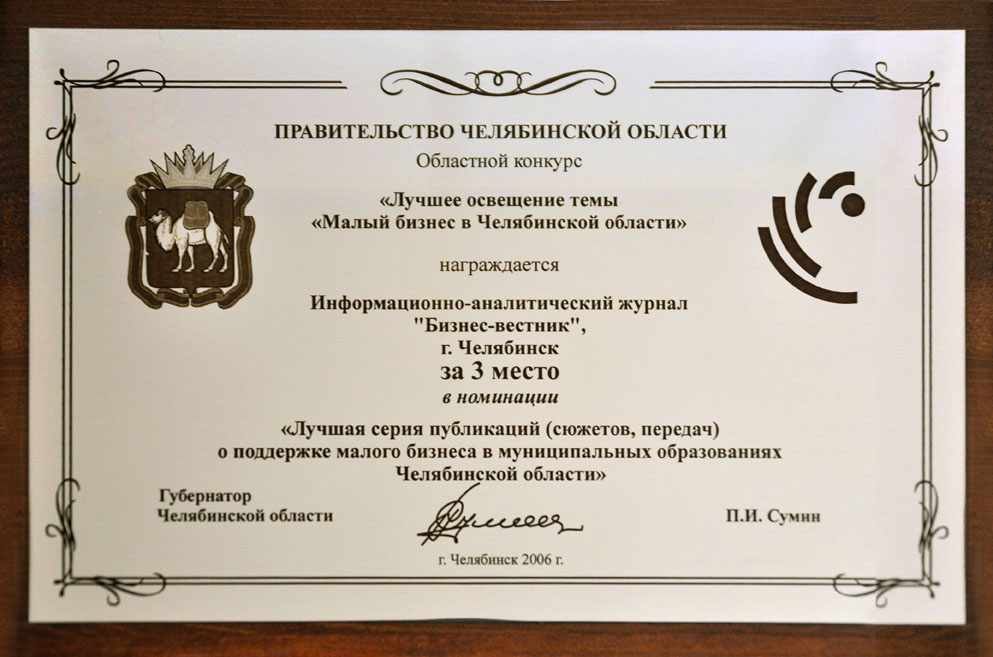 ПРАВИТЕЛЬСТВО ЧЕЛЯБИНСКОЙ ОБЛАСТИ
Областной конкурс
«Лучшее освещение темы
«Малый бизнес в Челябинской области»
награждается
Информационно-аналитический журнал
"Бизнес-вестник",
г. Челябинск
за 3 место
в номинации
«Лучшая серия публикаций (сюжетов, передач)
о поддержке малого бизнеса в муниципальных образованиях
Челябинской области»
Губернатор
Челябинской области
П.И. Сумин
г. Челябинск 2006 г.